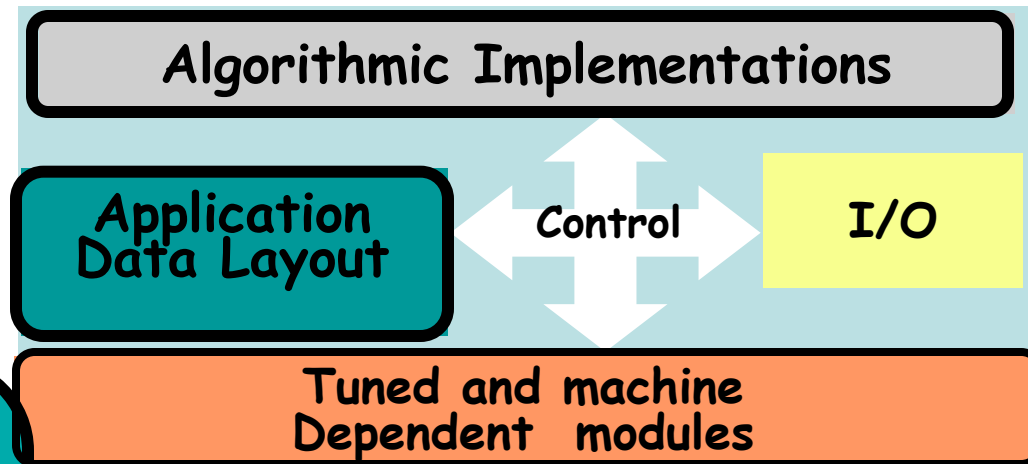 Algorithmic Implementations
Application
Data Layout
Control
I/O
Tuned and machine
Dependent modules